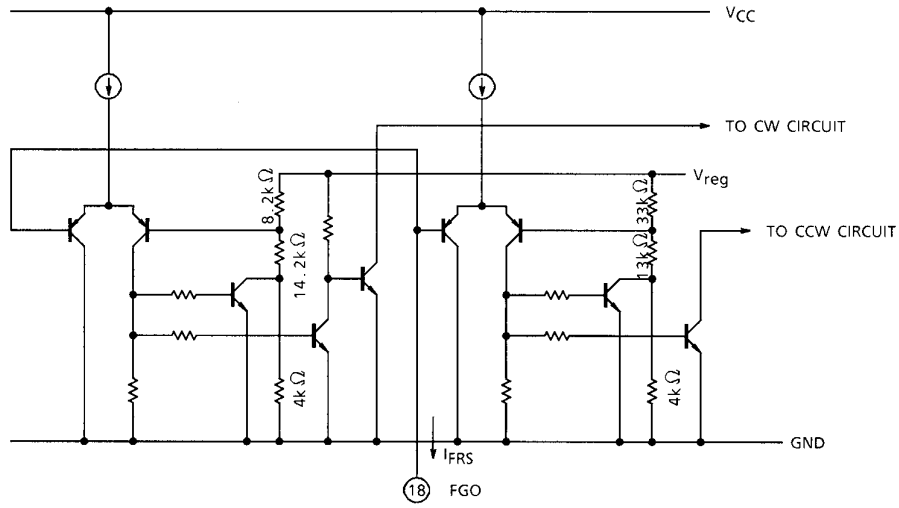 VCC
TO CW CIRCUIT
Vreg
8.2kΩ
33kΩ
TO CCW CIRCUIT
14.2kΩ
13kΩ
4kΩ
4kΩ
GND
IFRS
18 FGO